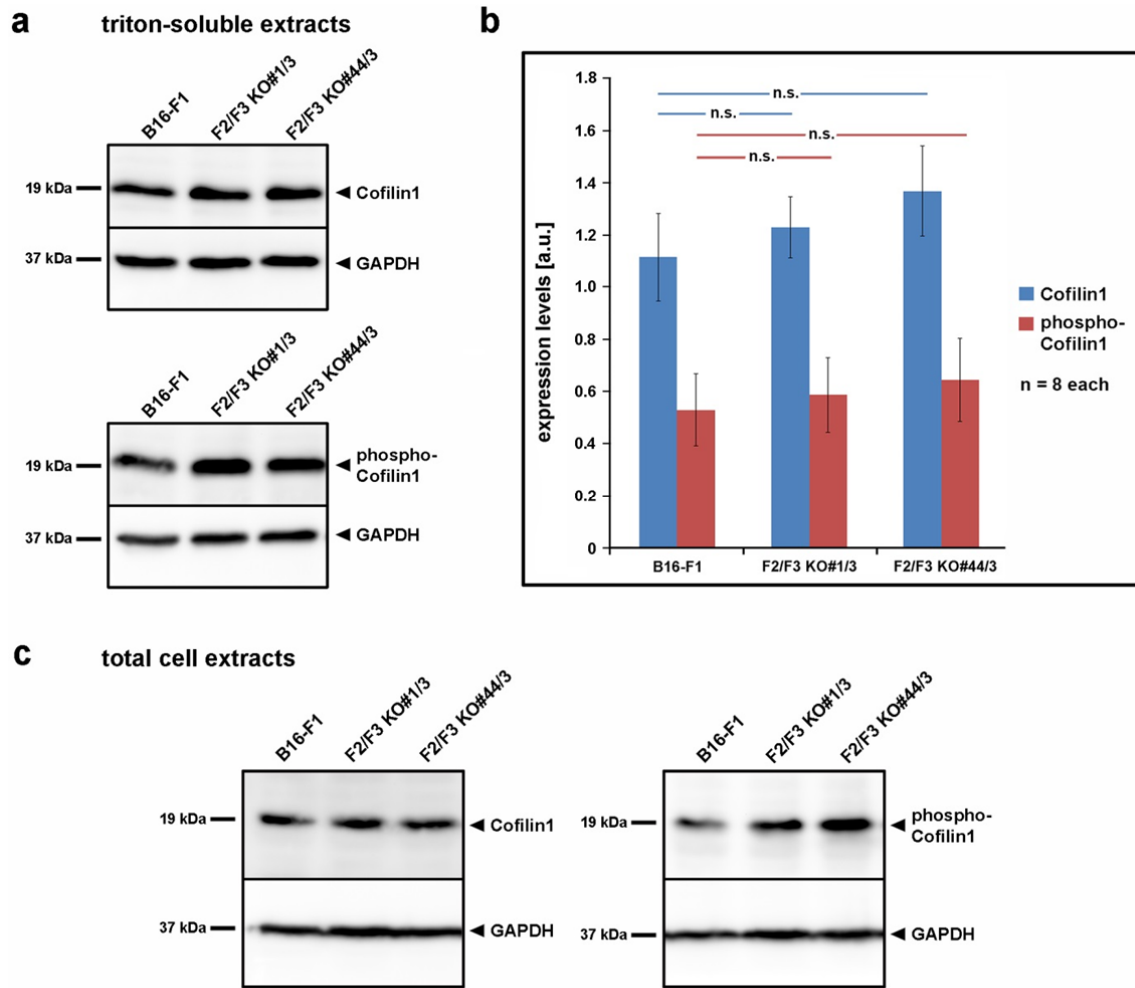 a
triton-soluble extracts
B16-F1
F2/F3 KO#1/3
F2/F3 KO#44/3
19 kDa
Cofilin1
37 kDa
GAPDH
B16-F1
F2/F3 KO#1/3
F2/F3 KO#44/3
19 kDa
phospho-
Cofilin1
37 kDa
GAPDH
b
expression levels [a.u.]
1.8
1.6
1.4
1.2
1.0
0.8
0.6
0.4
0.2
0
n.s.
n.s.
n.s.
n.s.
B16-F1
F2/F3 KO#1/3
F2/F3 KO#44/3
Cofilin1
phospho-
Cofilin1
n = 8 each
c
total cell extracts
B16-F1
F2/F3 KO#1/3
F2/F3 KO#44/3
19 kDa
Cofilin1
37 kDa
GAPDH
B16-F1
F2/F3 KO#1/3
F2/F3 KO#44/3
19 kDa
phospho-
Cofilin1
37 kDa
GAPDH